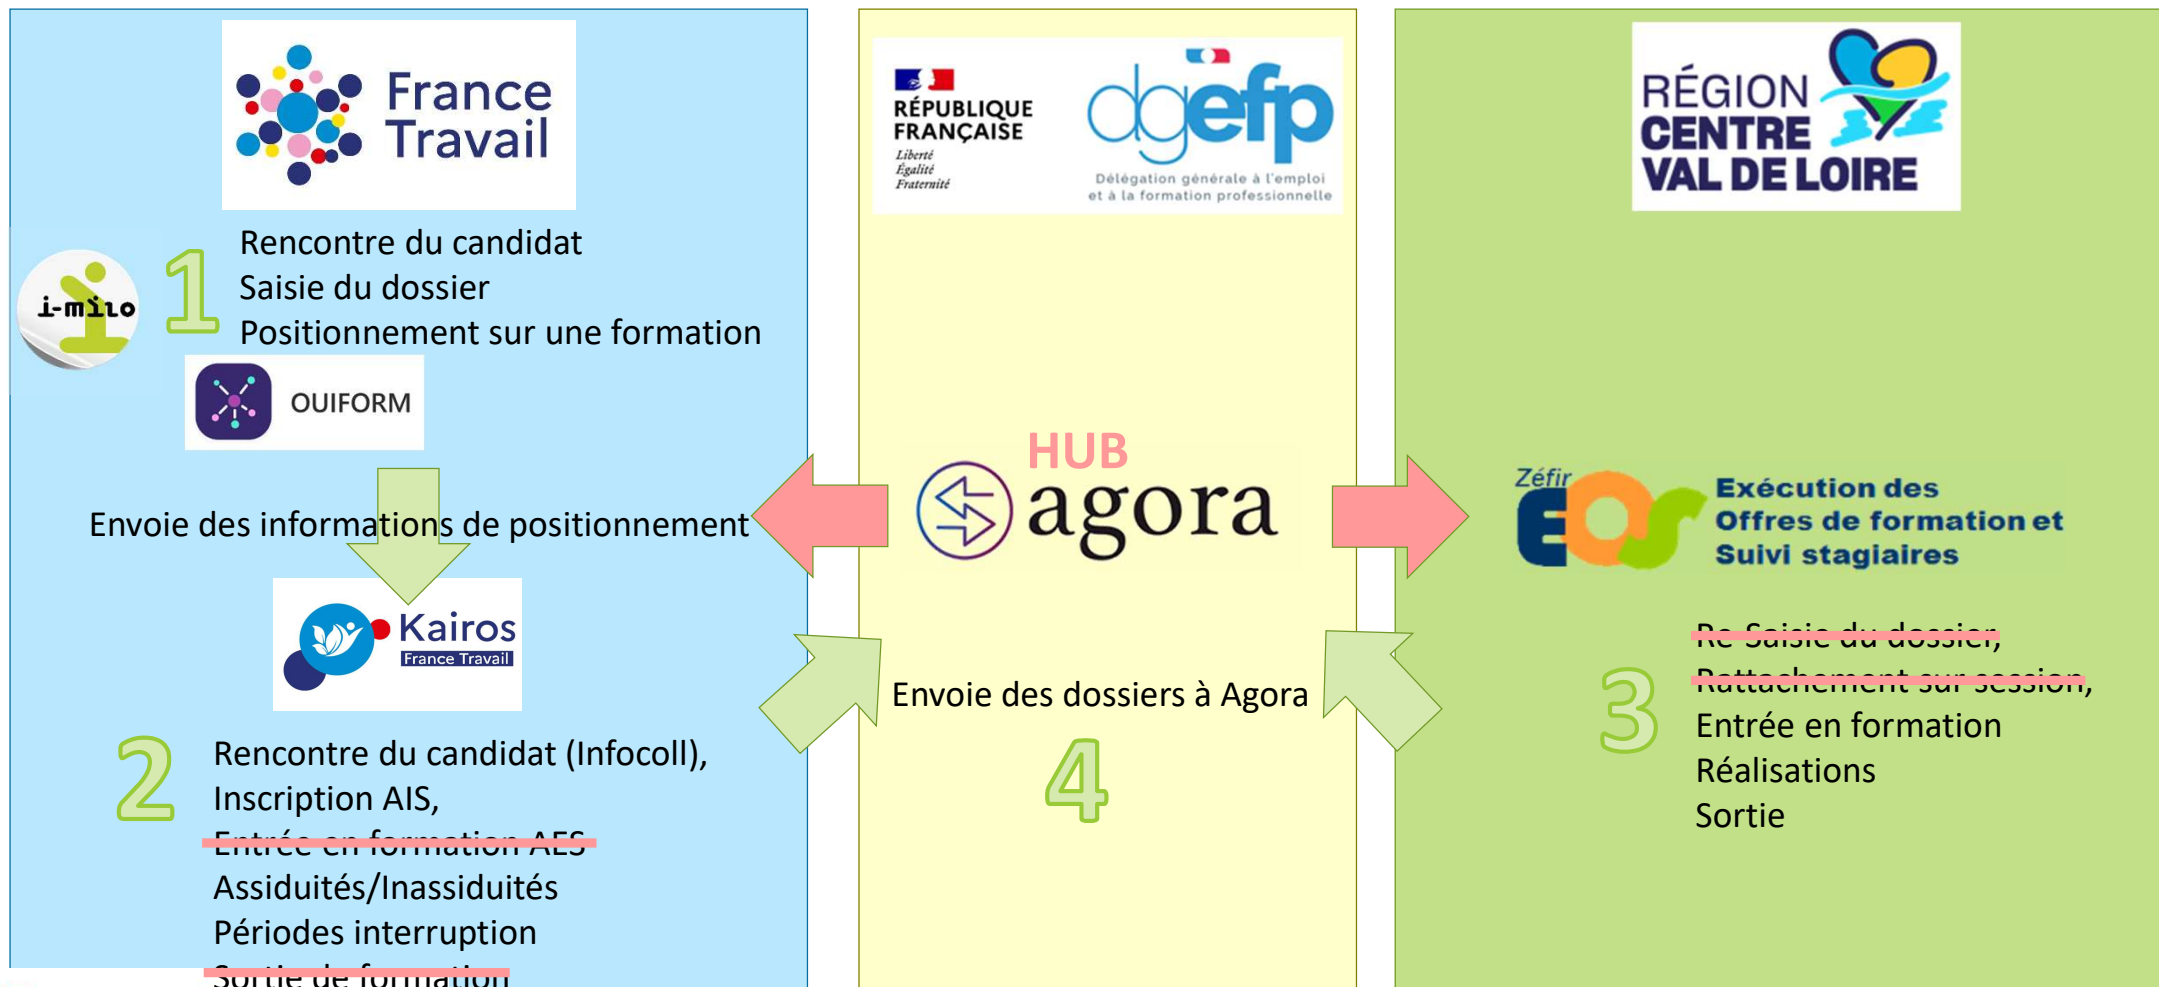 France
Travail
i-milo
1
Rencontre du candidat
Saisie du dossier
Positionnement sur une formation
OUIFORM
Envoie des informations de positionnement
Kairos
France Travail
2
Rencontre du candidat (Infocoll),
Inscription AIS,
Entrée en formation AES
Assiduités/Inassiduités
Périodes interruption
Sortie de formation
RÉPUBLIQUE
FRANÇAISE
Liberté
Égalité
Fraternité
dgefp
Délégation générale à l'emploi
et à la formation professionnelle
HUB
agora
Envoie des dossiers à Agora
4
RÉGION
CENTRE
VAL DE LOIRE
Zéfir
EOS
Exécution des
Offres de formation et
Suivi stagiaires
3
Re-Saisie du dossier,
Rattachement sur session,
Entrée en formation
Réalisations
Sortie